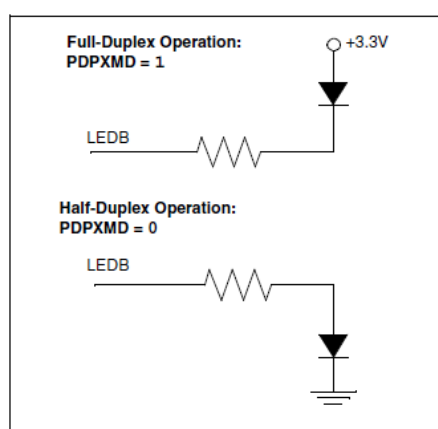 Full-Duplex Operation:
PDPXMD = 1
+3.3V
LEDB
Half-Duplex Operation:
PDPXMD = 0
LEDB